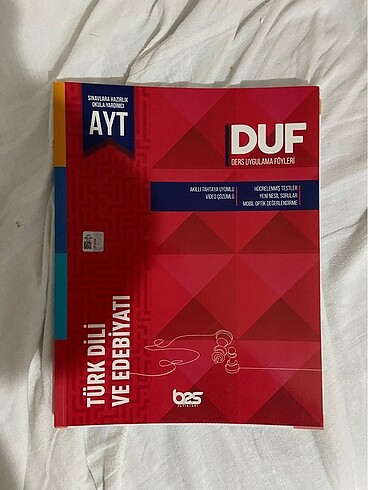 SINAVLARA HAZIRLIK
OKULA YARDIMCI
AYT
DUF
DERS UYGULAMA FÖYLERİ
AKILLI TAHTAYA UYUMLU
VİDEO ÇÖZÜMLÜ
HÜCRELENMİŞ TESTLER
YENİ NESİL SORULAR
MOBİL OPTİK DEĞERLENDİRME
TÜRK DİLİ
VE EDEBİYATI
bes
YAYINLARI